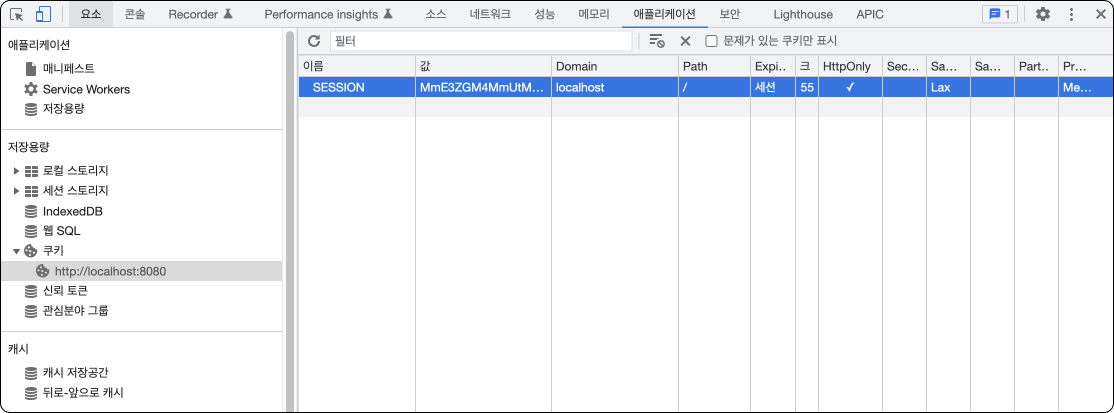 요소 콘솔 Recorder Performance insights 소스 네트워크 성능 메모리 애플리케이션 보안 Lighthouse APIC 1
애플리케이션
매니페스트
Service Workers
저장용량
저장용량
로컬 스토리지
세션 스토리지
IndexedDB
웹 SQL
쿠키
http://localhost:8080
신뢰 토큰
관심분야 그룹
캐시
캐시 저장공간
뒤로-앞으로 캐시
필터 문제가 있는 쿠키만 표시
이름 값 Domain Path Expi.. 크 HttpOnly Sec... Sa... Sa... Part.. Pr...
SESSION MmE3ZGM4MmUtM... localhost / 세션 55 ✓ Lax Me...